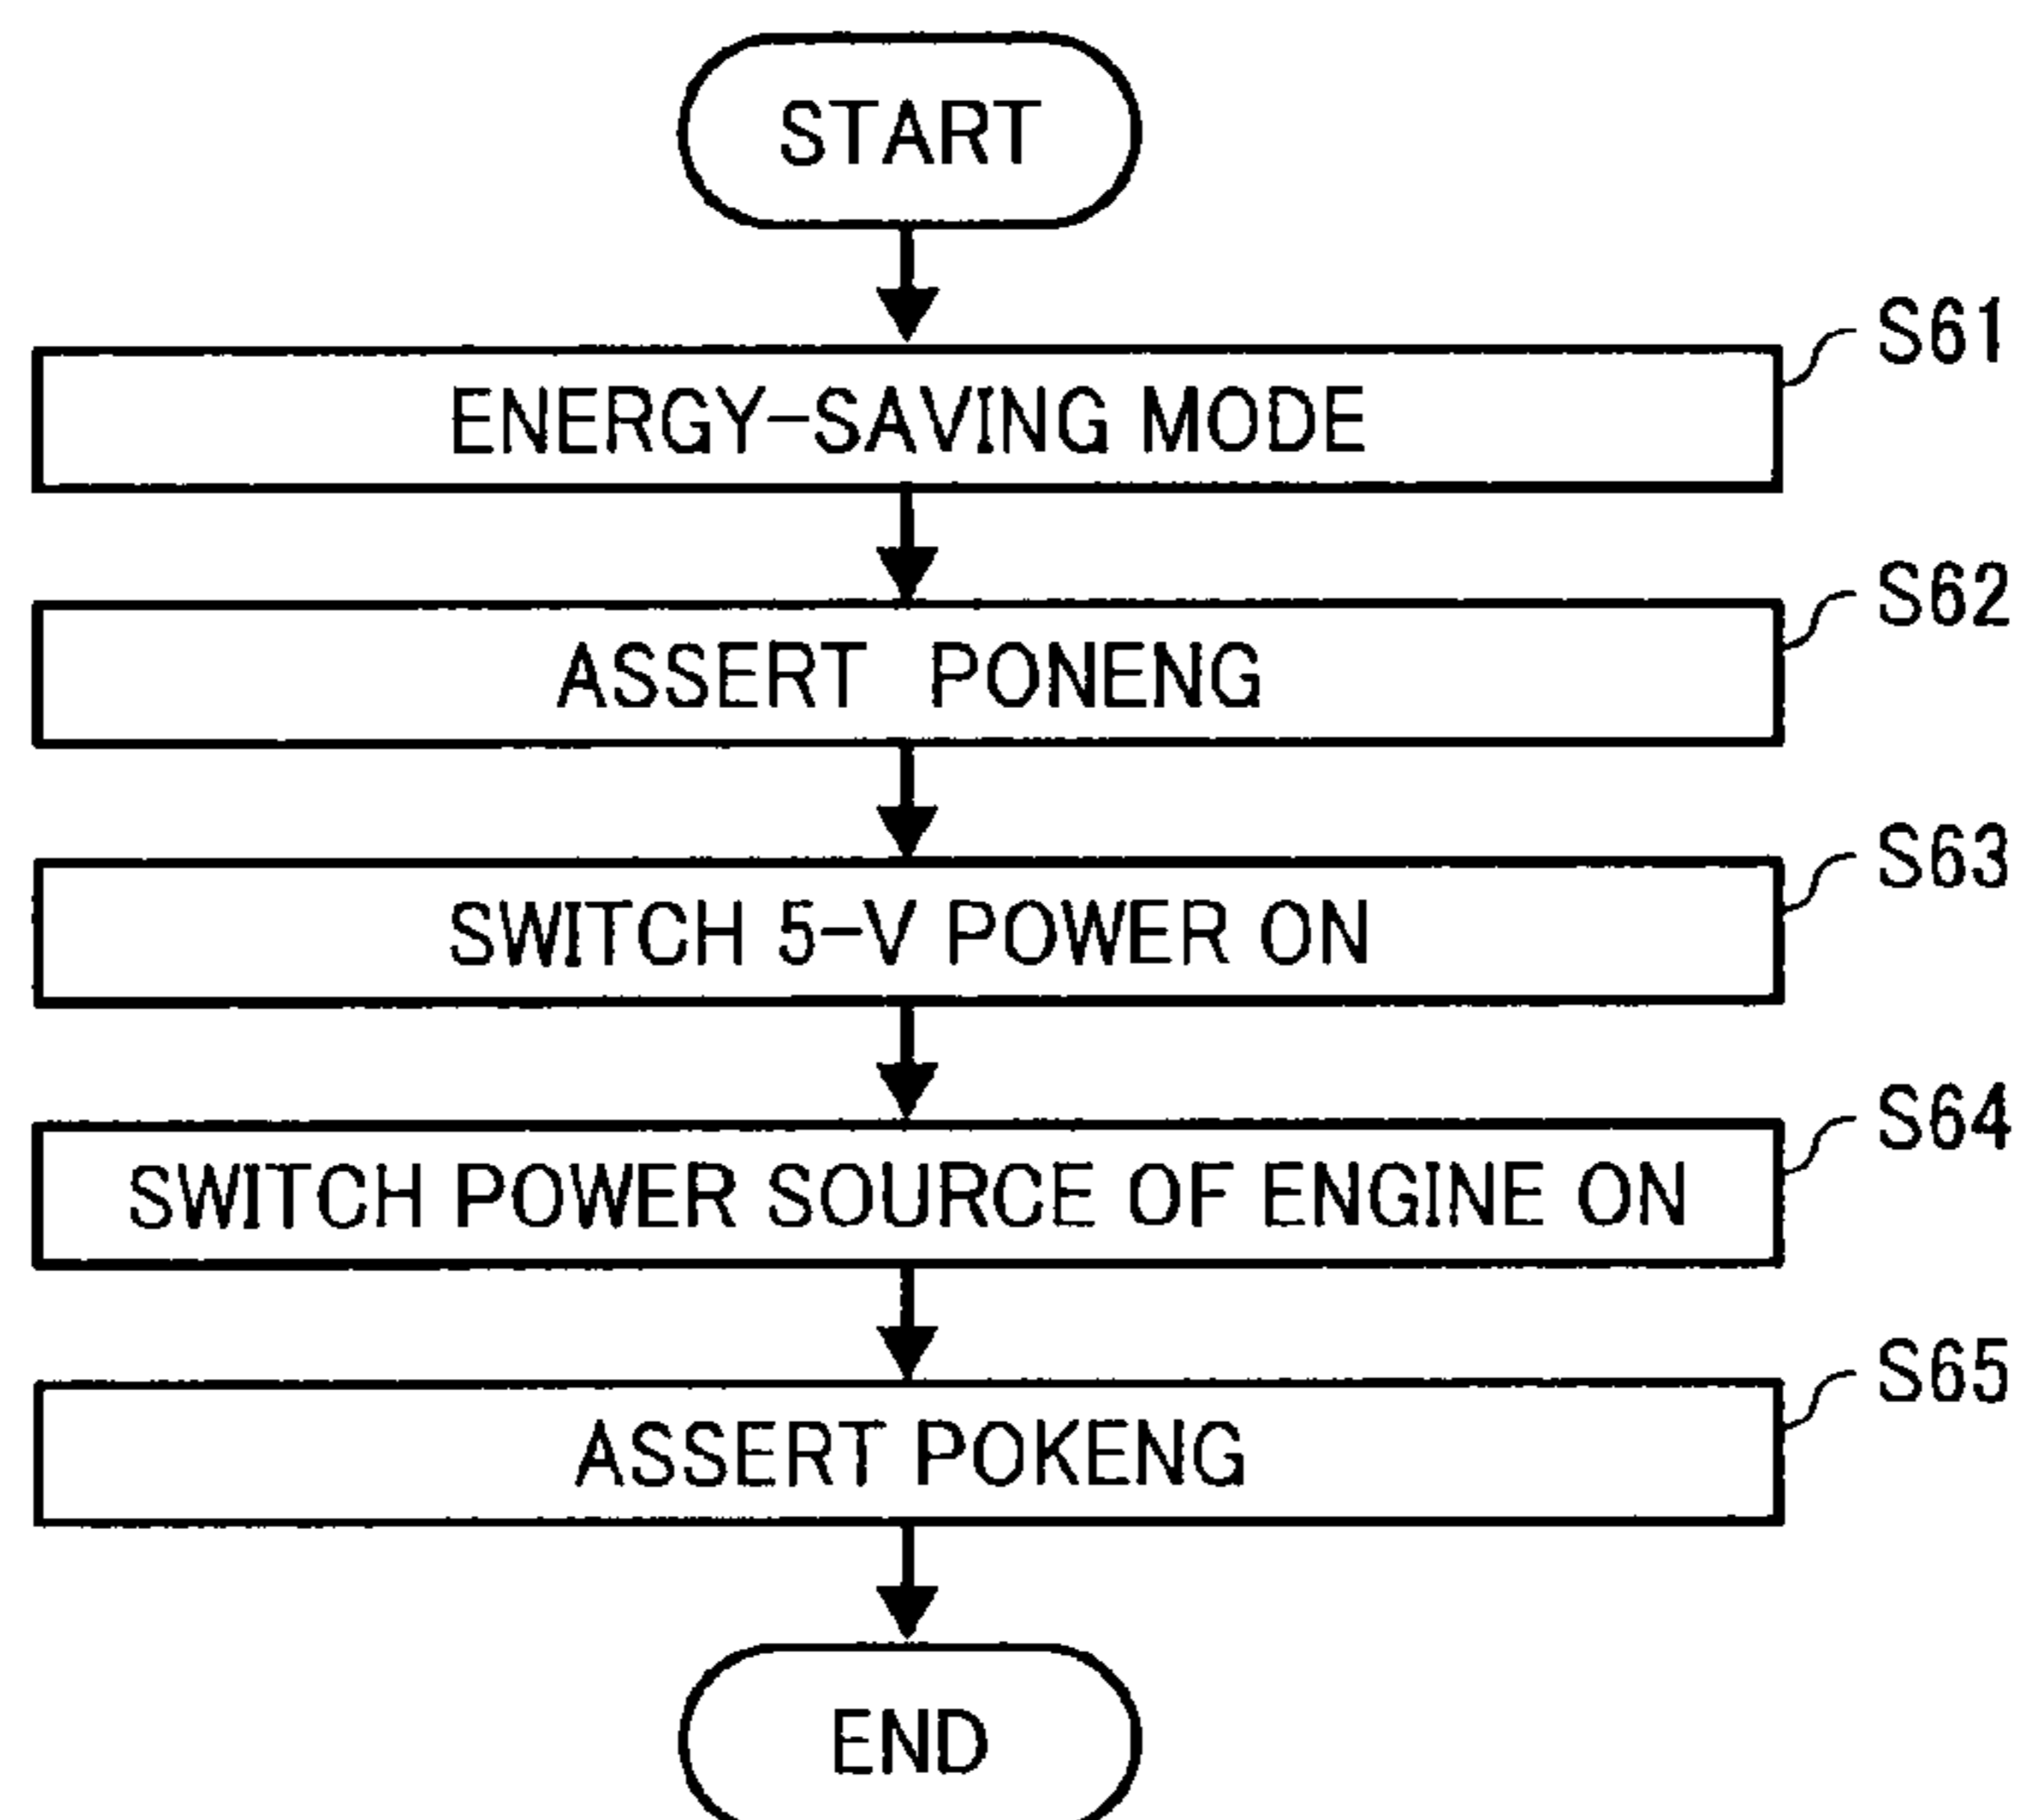 START
S61
ENERGY-SAVING MODE
S62
ASSERT PONENG
S63
SWITCH 5-V POWER ON
S64
SWITCH POWER SOURCE OF ENGINE ON
S65
ASSERT POKENG
END